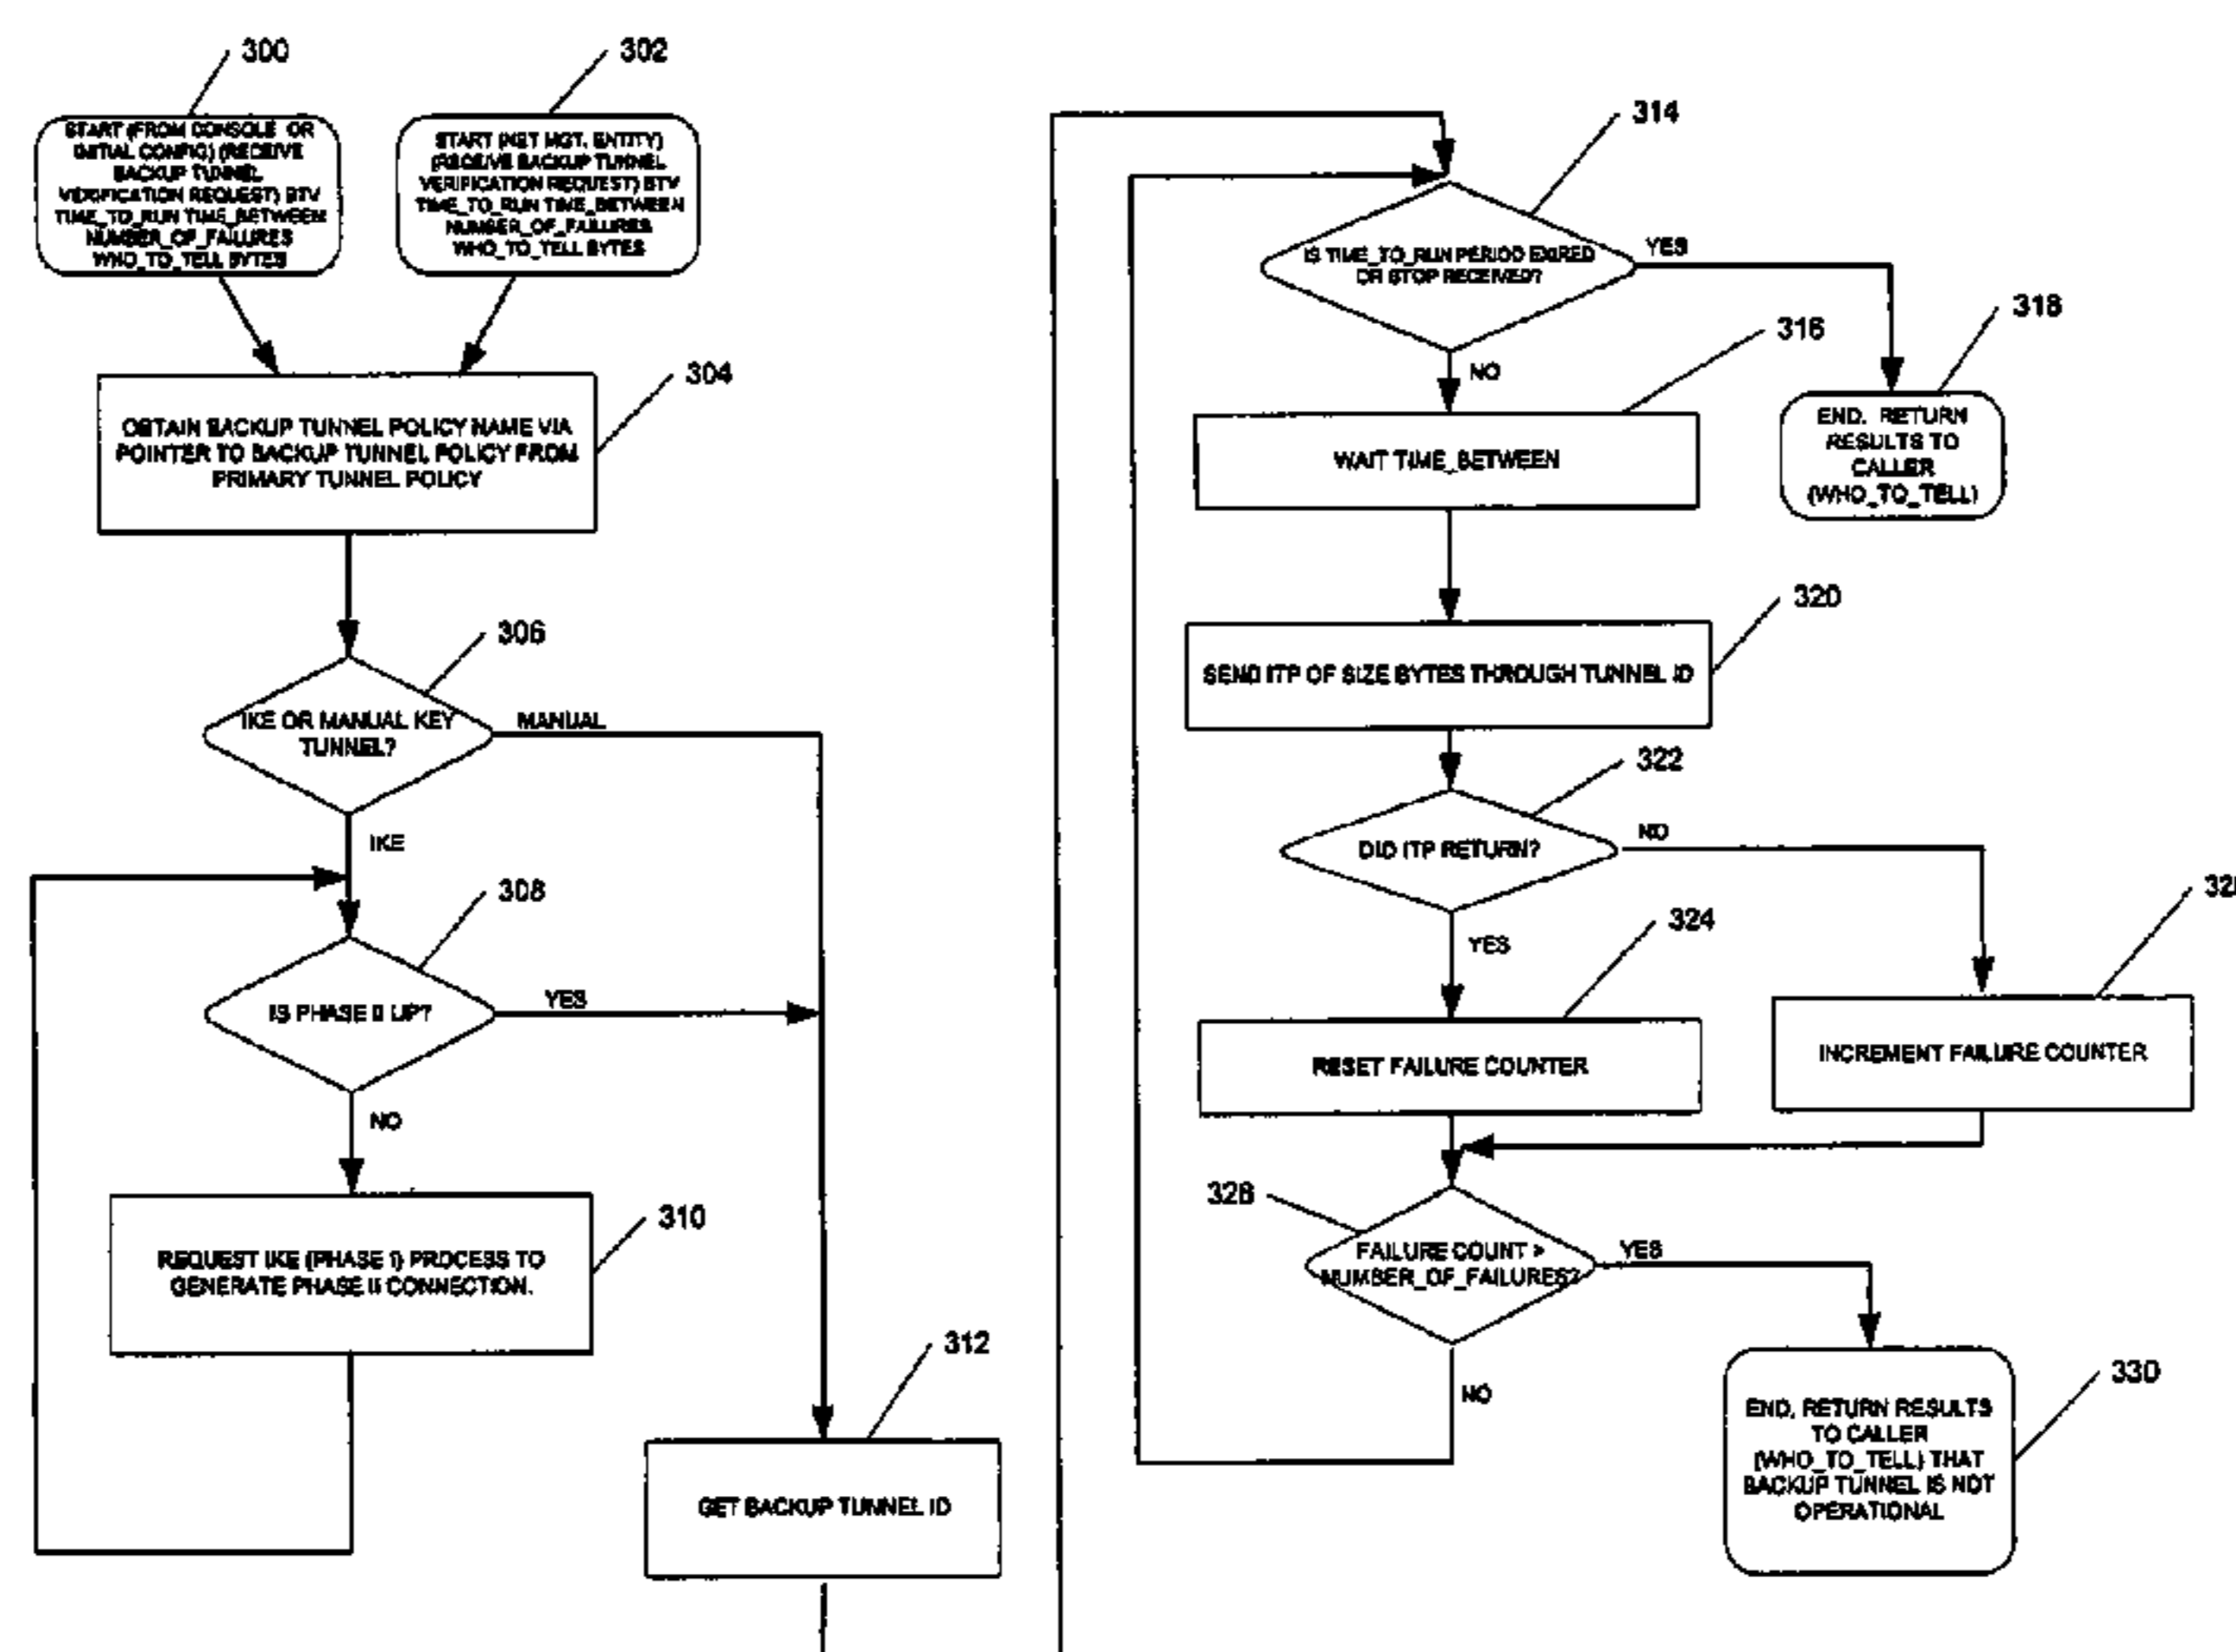 300
START (FROM CONSOLE OR
INITIAL CONFIG) (RECEIVE
BACKUP TUNNEL
VERIFICATION REQUEST) BTV
TIME_TO_RUN TIME_BETWEEN
NUMBER_OF_FAILURES
WHO_TO_TELL BYTES
302
START (NET MGT. ENTITY)
(RECEIVE BACKUP TUNNEL
VERIFICATION REQUEST) BTV
TIME_TO_RUN TIME_BETWEEN
NUMBER_OF_FAILURES
WHO_TO_TELL BYTES
304
OBTAIN BACKUP TUNNEL POLICY NAME VIA
POINTER TO BACKUP TUNNEL POLICY FROM
PRIMARY TUNNEL POLICY
306
IKE OR MANUAL KEY
TUNNEL?
MANUAL
IKE
308
IS PHASE II UP?
YES
NO
310
REQUEST IKE (PHASE I) PROCESS TO
GENERATE PHASE II CONNECTION.
312
GET BACKUP TUNNEL ID
314
IS TIME_TO_RUN PERIOD EXIRED
OR STOP RECEIVED?
YES
NO
316
WAIT TIME_BETWEEN
318
END. RETURN
RESULTS TO
CALLER
(WHO_TO_TELL)
320
SEND ITP OF SIZE BYTES THROUGH TUNNEL ID
322
DID ITP RETURN?
NO
YES
324
RESET FAILURE COUNTER
INCREMENT FAILURE COUNTER
328
FAILURE COUNT >
NUMBER_OF_FAILURES?
YES
NO
330
END. RETURN RESULTS
TO CALLER
(WHO_TO_TELL) THAT
BACKUP TUNNEL IS NOT
OPERATIONAL